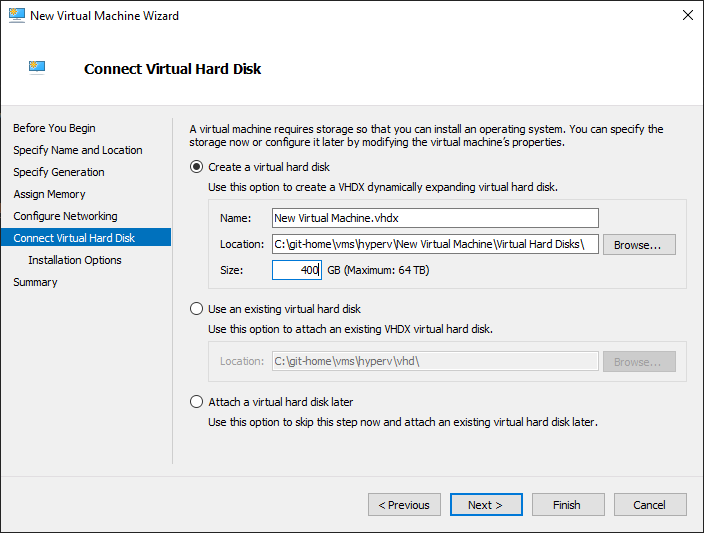 New Virtual Machine Wizard
Connect Virtual Hard Disk
Before You Begin
Specify Name and Location
Specify Generation
Assign Memory
Configure Networking
Connect Virtual Hard Disk
Installation Options
Summary
A virtual machine requires storage so that you can install an operating system. You can specify the
storage now or configure it later by modifying the virtual machine's properties.
Create a virtual hard disk
Use this option to create a VHDX dynamically expanding virtual hard disk.
Name: New Virtual Machine.vhdx
Location: C:\git-home\vms\hyperv\New Virtual Machine\Virtual Hard Disks\ Browse...
Size: 400 GB (Maximum: 64 TB)
Use an existing virtual hard disk
Use this option to attach an existing VHDX virtual hard disk.
Location: C:\git-home\vms\hyperv\vhd\ Browse...
Attach a virtual hard disk later
Use this option to skip this step now and attach an existing virtual hard disk later.
< Previous Next > Finish Cancel